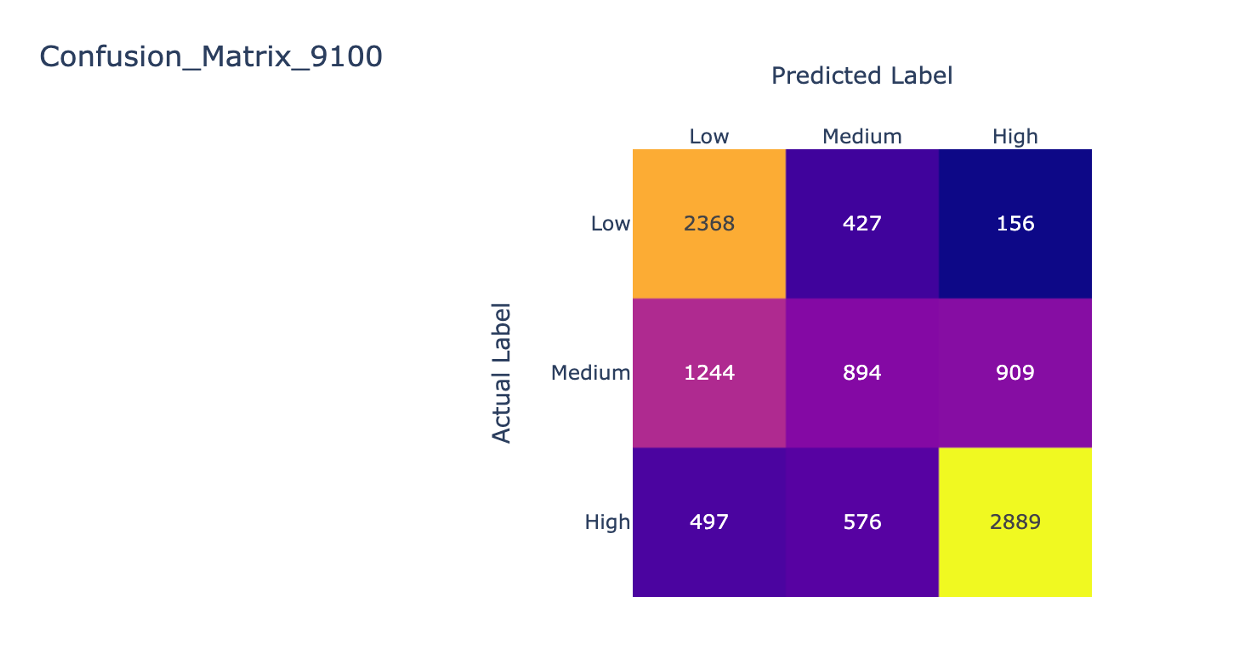 Confusion_Matrix_9100
Predicted Label
Low Medium High
Low 2368 427 156
Actual Label
Medium 1244 894 909
High 497 576 2889